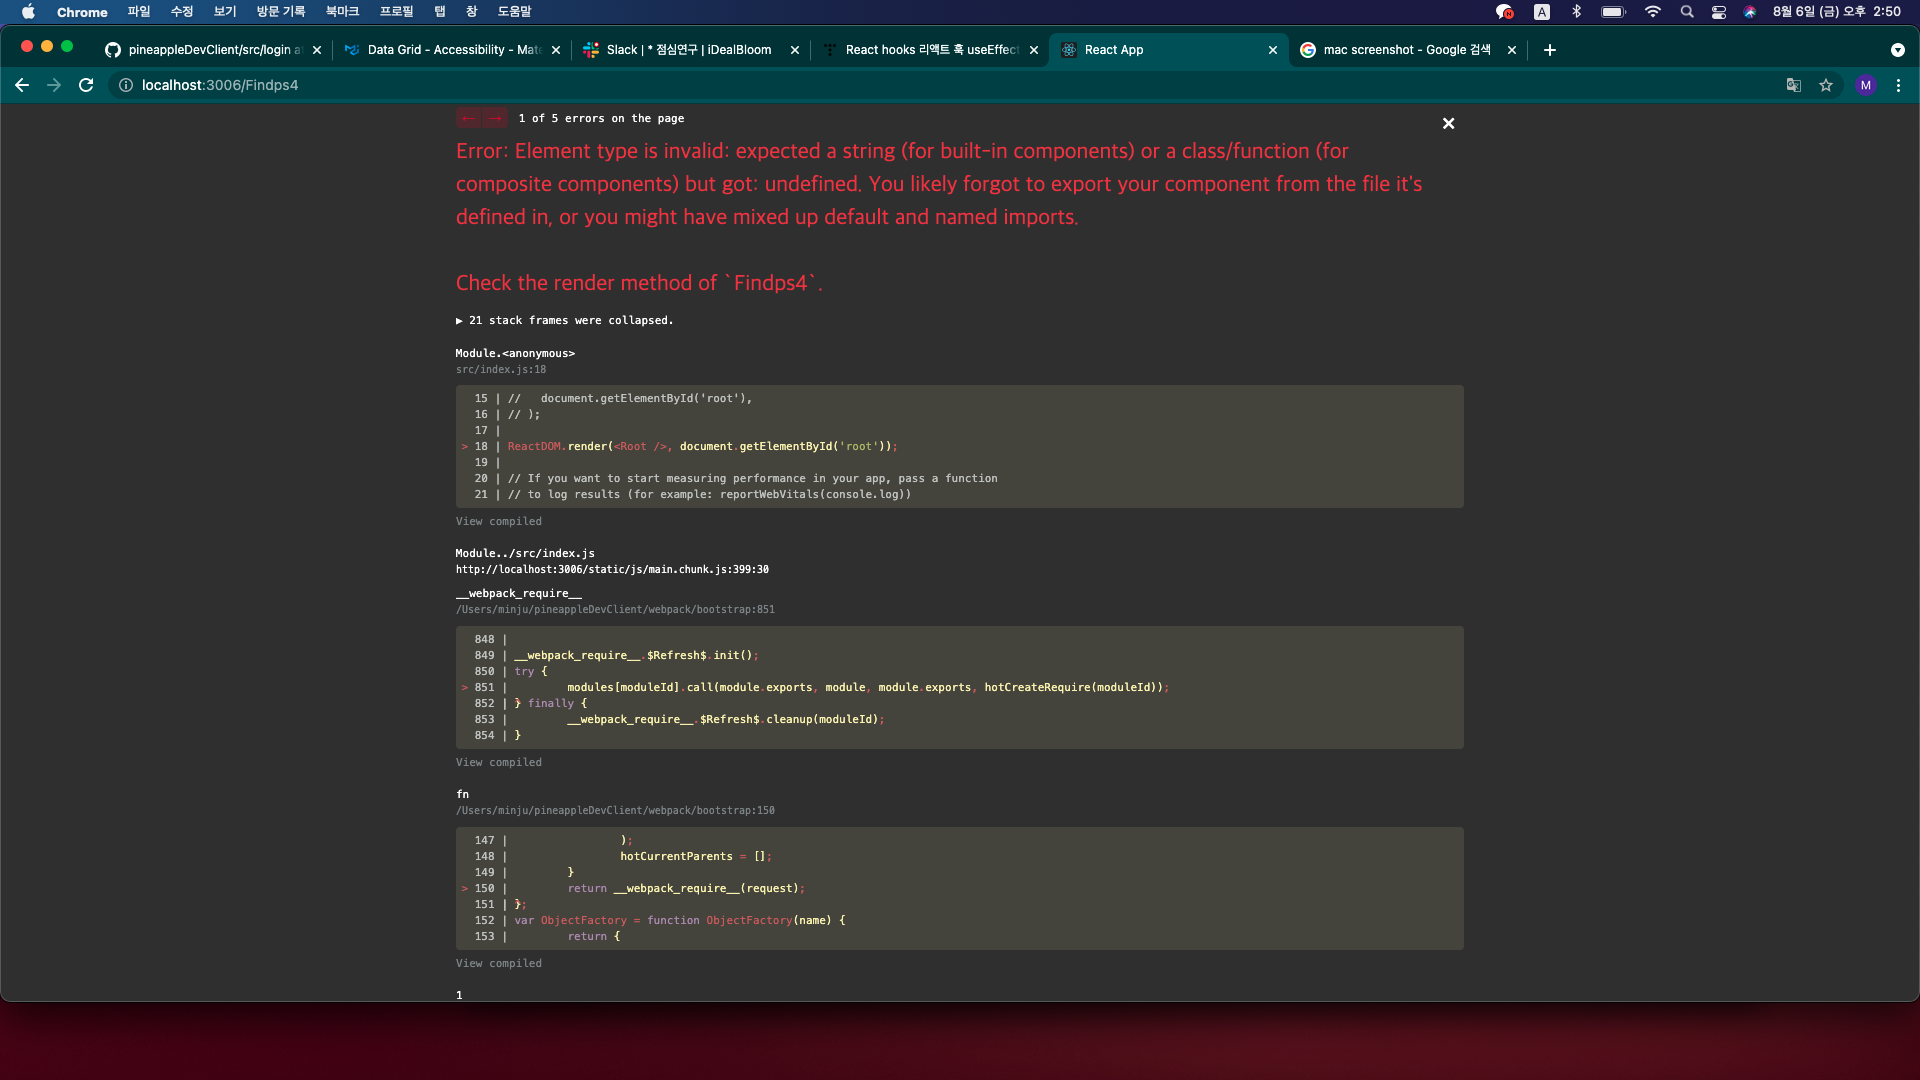 Chrome 파일 수정 보기 방문 기록 북마크 프로필 탭 창 도움말 A 8월 6일 (금) 오후 2:50
pineappleDevClient/src/login a Data Grid - Accessibility - Mate Slack | * 점심연구 | iDealBloom React hooks 리액트 훅 useEffect React App mac screenshot - Google 검색
localhost:3006/Findps4 M
← → 1 of 5 errors on the page
Error: Element type is invalid: expected a string (for built-in components) or a class/function (for
composite components) but got: undefined. You likely forgot to export your component from the file it's
defined in, or you might have mixed up default and named imports.
Check the render method of `Findps4`.
▶ 21 stack frames were collapsed.
Module.<anonymous>
src/index.js:18
15 | //   document.getElementById('root'),
16 | // );
17 |
> 18 | ReactDOM.render(<Root />, document.getElementById('root'));
19 |
20 | // If you want to start measuring performance in your app, pass a function
21 | // to log results (for example: reportWebVitals(console.log))
View compiled
Module../src/index.js
http://localhost:3006/static/js/main.chunk.js:399:30
__webpack_require__
/Users/minju/pineappleDevClient/webpack/bootstrap:851
848 |
849 | __webpack_require__.$Refresh$.init();
850 | try {
> 851 |         modules[moduleId].call(module.exports, module, module.exports, hotCreateRequire(moduleId));
852 | } finally {
853 |         __webpack_require__.$Refresh$.cleanup(moduleId);
854 | }
View compiled
fn
/Users/minju/pineappleDevClient/webpack/bootstrap:150
147 |                 );
148 |                 hotCurrentParents = [];
149 |         }
> 150 |         return __webpack_require__(request);
151 | };
152 | var ObjectFactory = function ObjectFactory(name) {
153 |         return {
View compiled
1